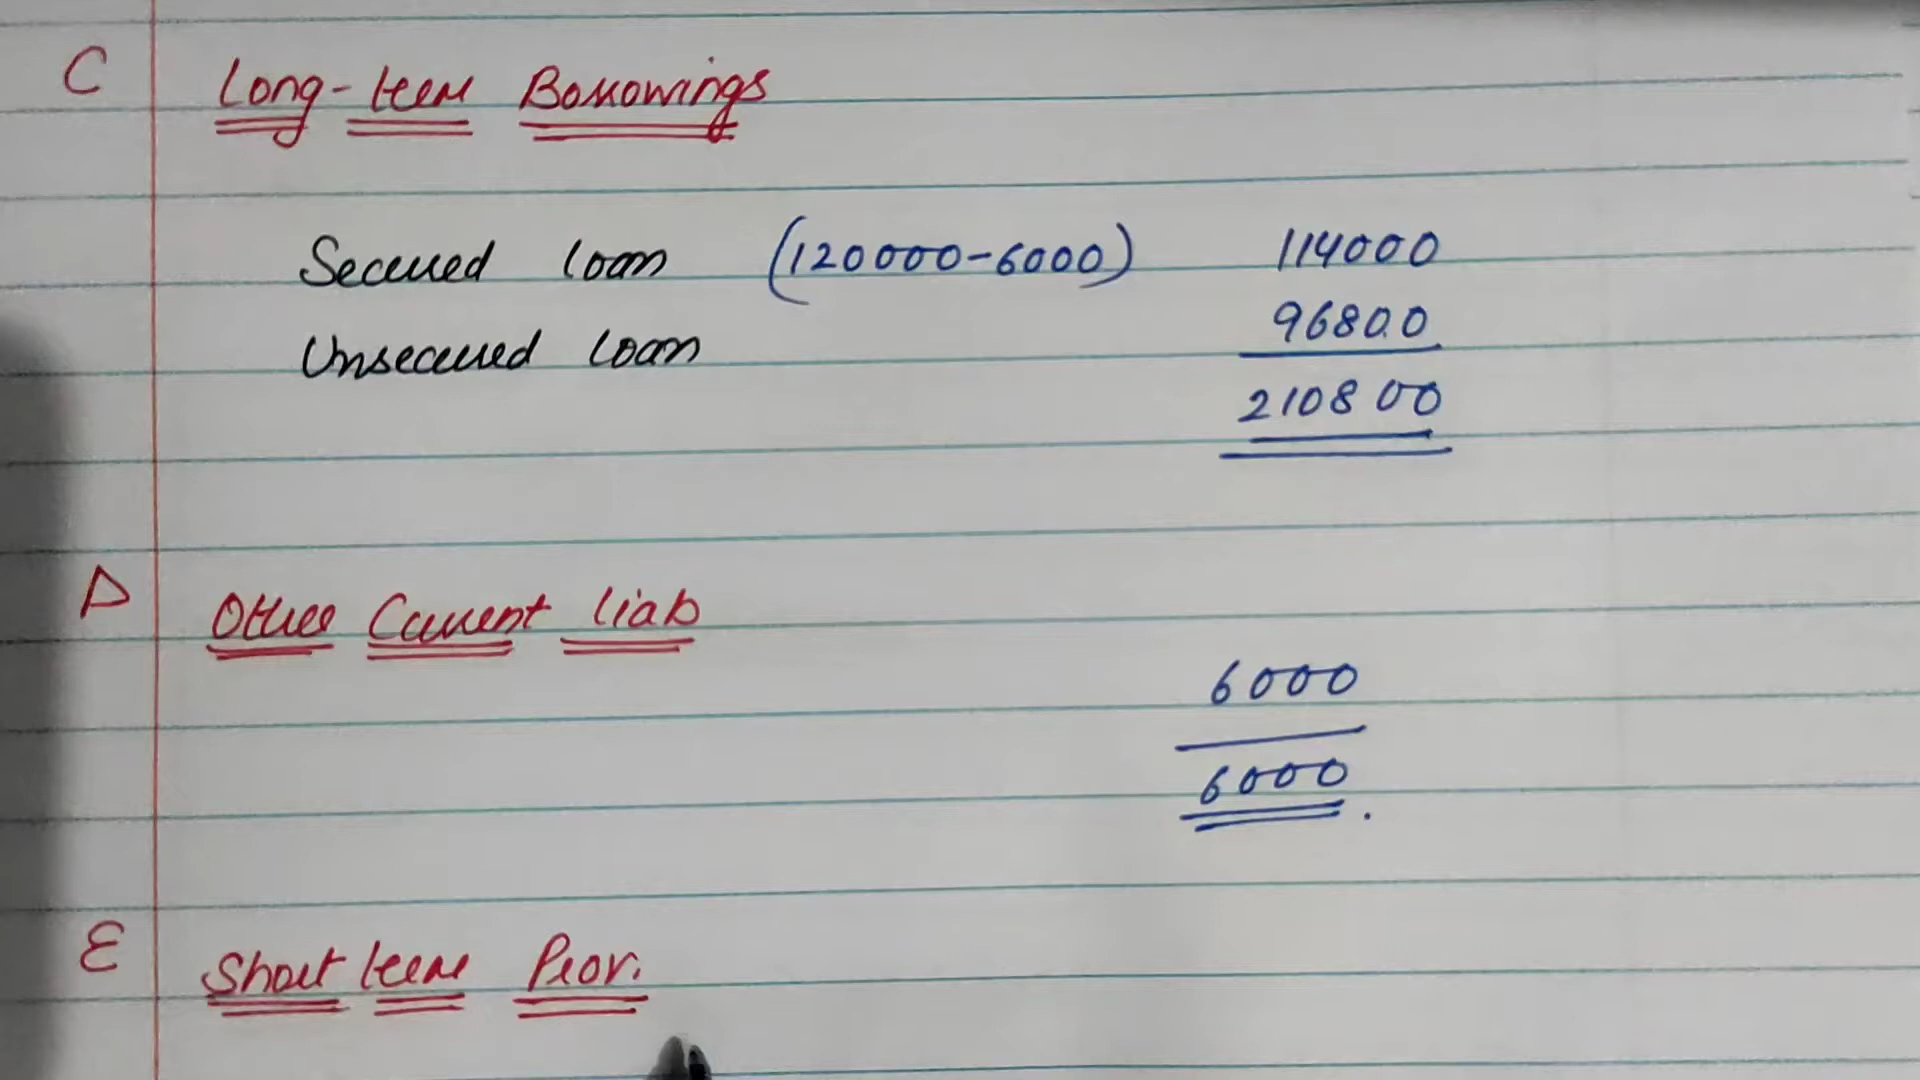 C Long-term Borrowings
Secured loan (120000-6000) 114000
Unsecured loan 96800
210800
D Other Current liab
6000
6000.
E Short term Prov.